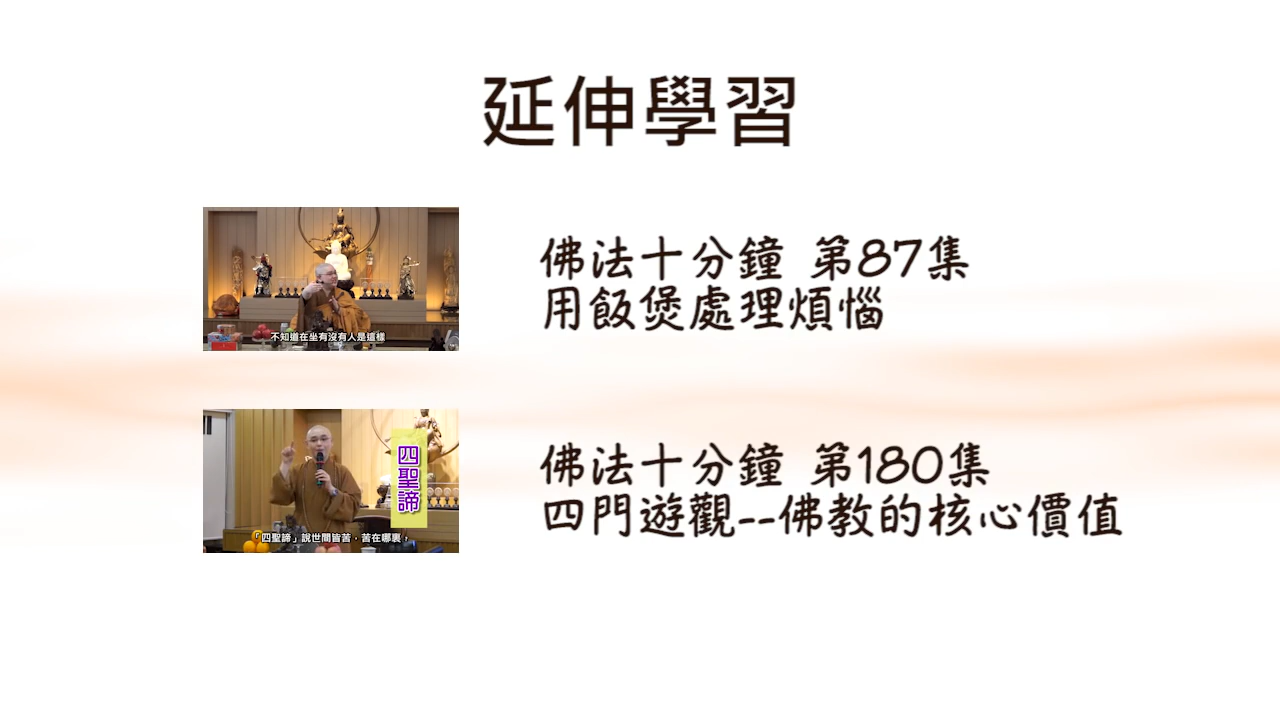 延伸學習
佛法十分鐘 第87集
用飯煲處理煩惱
不知道在坐有沒有人是這樣
佛法十分鐘 第180集
四門遊觀--佛教的核心價值
四聖諦
「四聖諦」說世間皆苦，苦在哪裏，